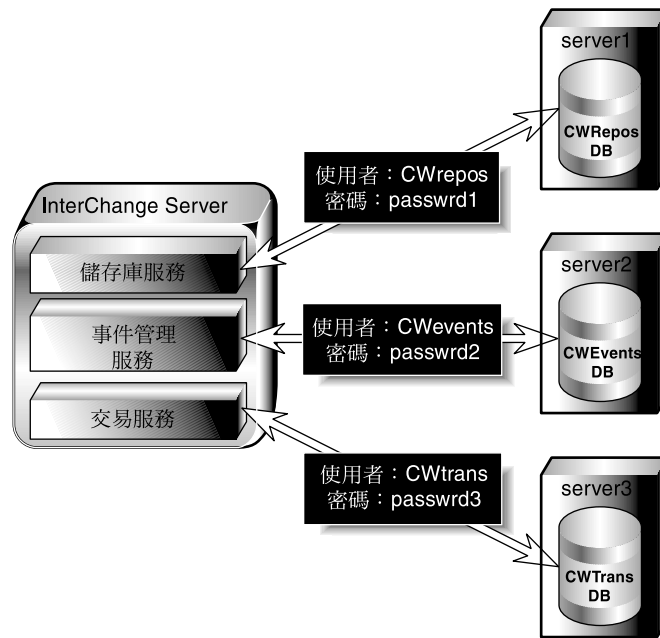 server1
CWRepos
DB
使用者：CWrepos
密碼：passwrd1
InterChange Server
儲存庫服務
server2
事件管理
服務
使用者：CWevents
密碼：passwrd2
CWEvents
DB
交易服務
使用者：CWtrans
密碼：passwrd3
server3
CWTrans
DB